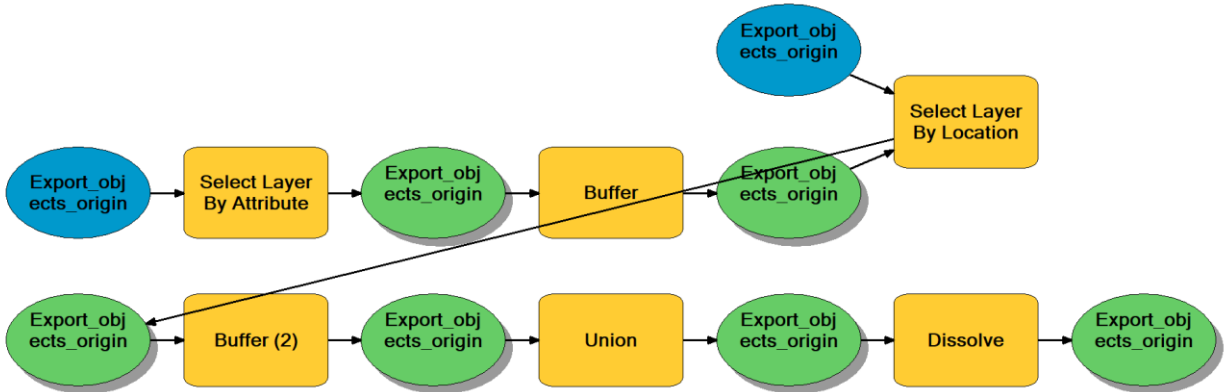 Export_obj
ects_origin
Select Layer
By Location
Export_obj
ects_origin
Select Layer
By Attribute
Export_obj
ects_origin
Buffer
Export_obj
ects_origin
Export_obj
ects_origin
Buffer (2)
Export_obj
ects_origin
Union
Export_obj
ects_origin
Dissolve
Export_obj
ects_origin